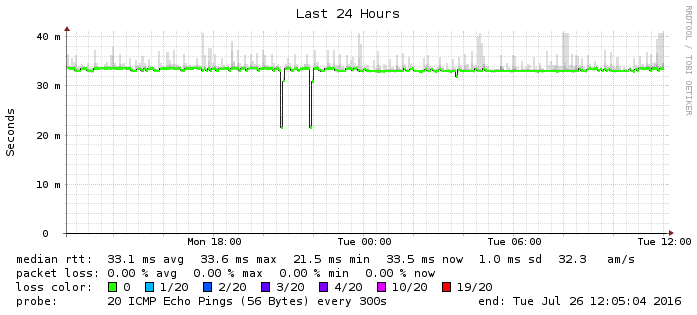 Last 24 Hours
RRDTOOL / TOBI OETIKER
Seconds
40 m
30 m
20 m
10 m
0
Mon 18:00 Tue 00:00 Tue 06:00 Tue 12:00
median rtt: 33.1 ms avg 33.6 ms max 21.5 ms min 33.5 ms now 1.0 ms sd 32.3 am/s
packet loss: 0.00 % avg 0.00 % max 0.00 % min 0.00 % now
loss color: 0 1/20 2/20 3/20 4/20 10/20 19/20
probe: 20 ICMP Echo Pings (56 Bytes) every 300s end: Tue Jul 26 12:05:04 2016